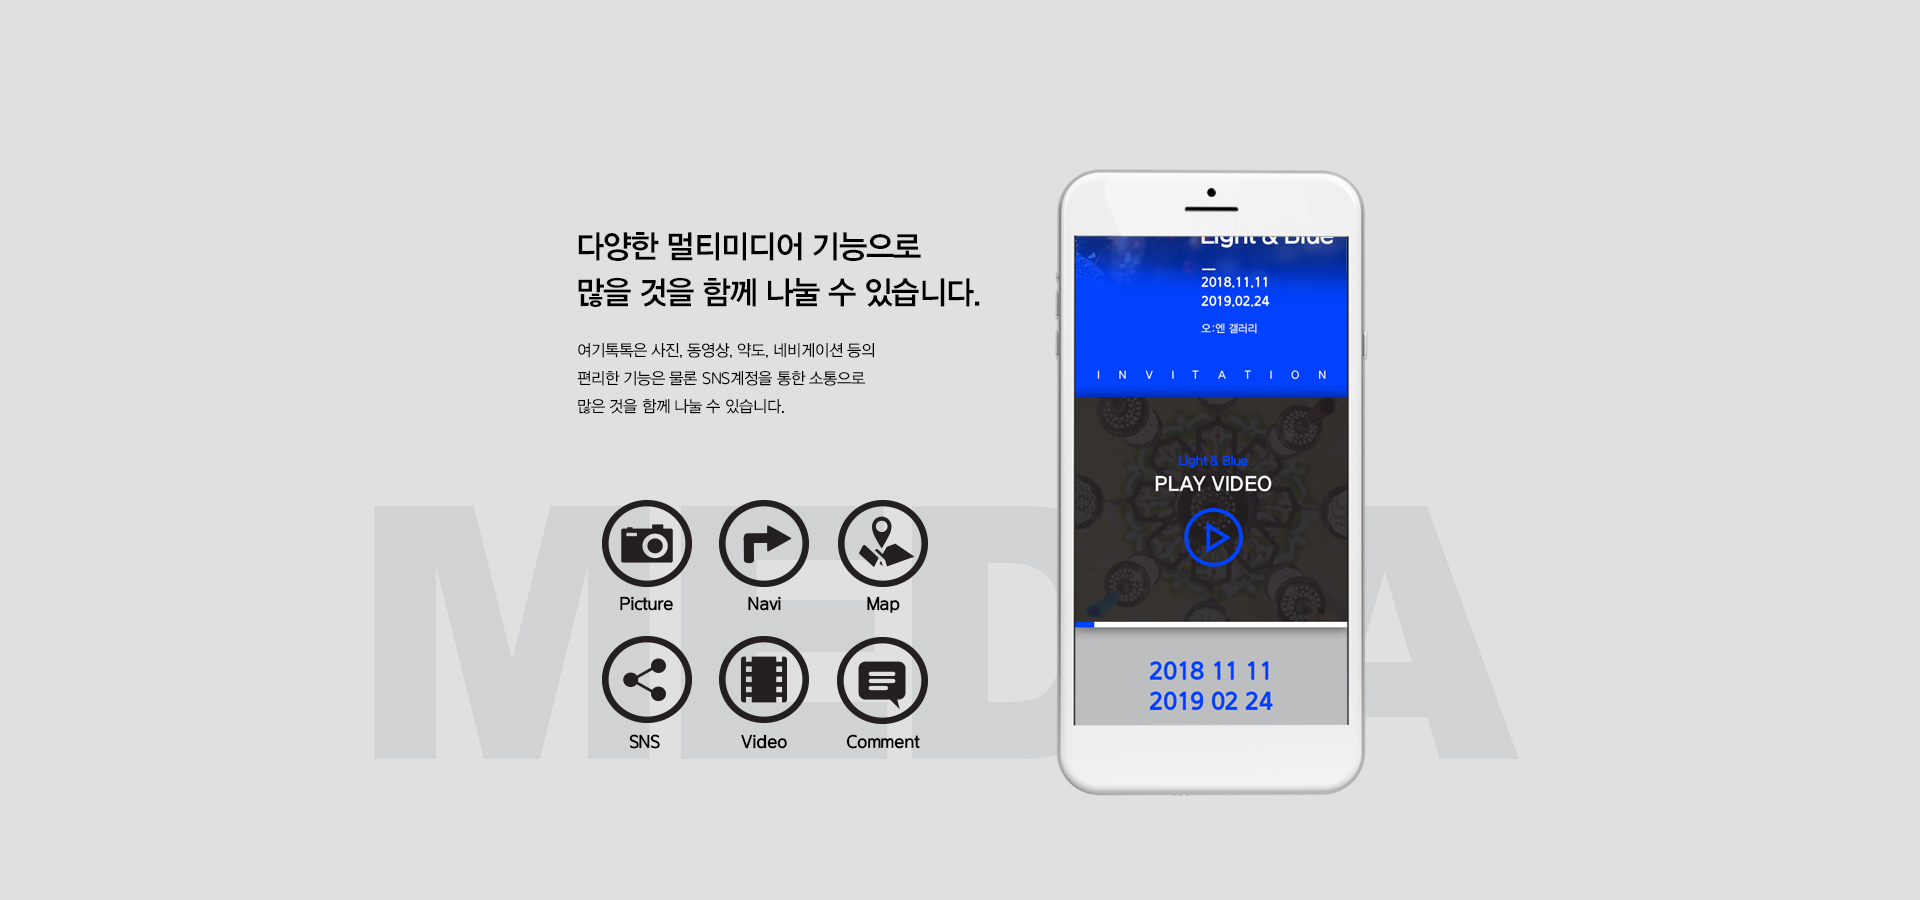 다양한 멀티미디어 기능으로
많을 것을 함께 나눌 수 있습니다.
여기톡톡은 사진, 동영상, 약도, 네비게이션 등의
편리한 기능은 물론 SNS계정을 통한 소통으로
많은 것을 함께 나눌 수 있습니다.
MEDIA
Picture
Navi
Map
SNS
Video
Comment
Light & Blue
2018.11.11
2019.02.24
오:엔 갤러리
INVITATION
Light & Blue
PLAY VIDEO
2018 11 11
2019 02 24